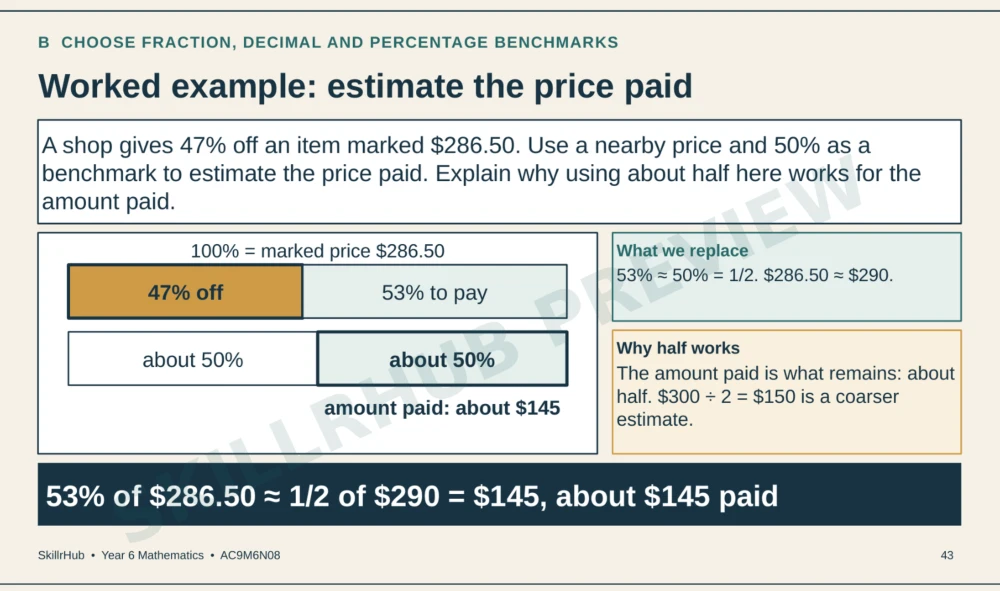 B CHOOSE FRACTION, DECIMAL AND PERCENTAGE BENCHMARKS
Worked example: estimate the price paid
A shop gives 47% off an item marked $286.50. Use a nearby price and 50% as a
benchmark to estimate the price paid. Explain why using about half here works for the
amount paid.
100% = marked price $286.50
47% off
53% to pay
about 50%
about 50%
amount paid: about $145
What we replace
53% ≈ 50% = 1/2. $286.50 ≈ $290.
Why half works
The amount paid is what remains: about
half. $300 ÷ 2 = $150 is a coarser
estimate.
53% of $286.50 ≈ 1/2 of $290 = $145, about $145 paid
SkillrHub • Year 6 Mathematics • AC9M6N08
43
SKILLRHUB PREVIEW